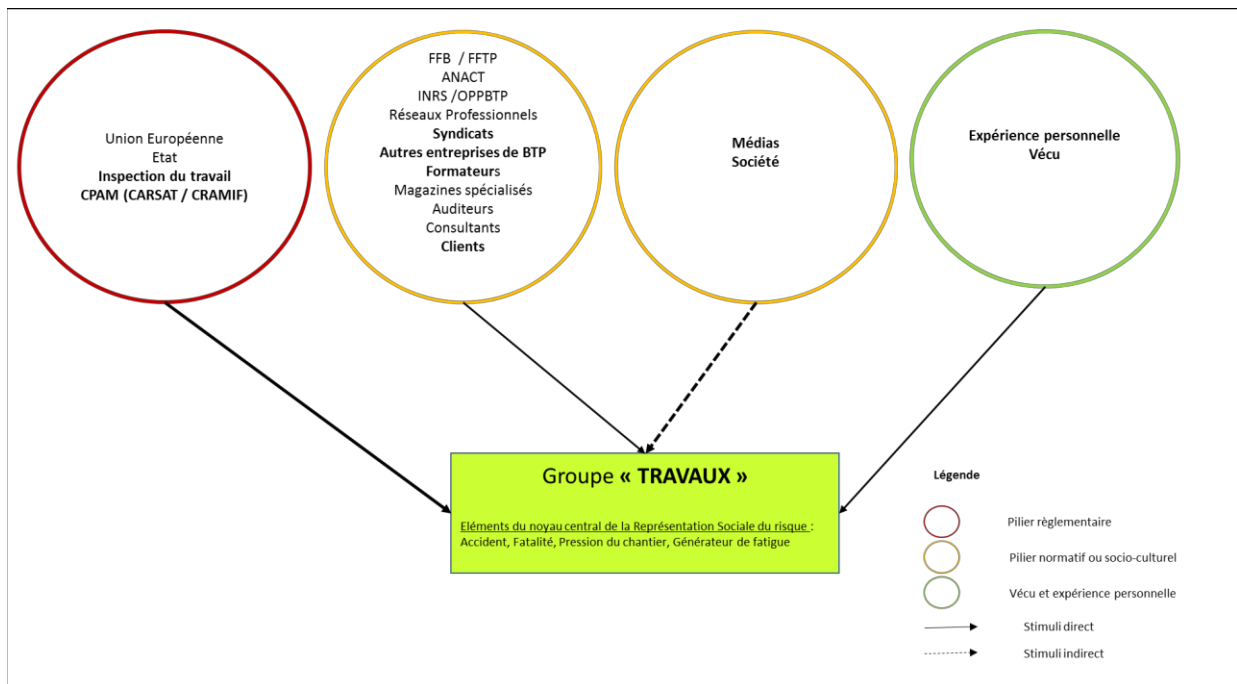 Union Européenne
Etat
Inspection du travail
CPAM (CARSAT / CRAMIF)
FFB / FFTP
ANACT
INRS /OPPBTP
Réseaux Professionnels
Syndicats
Autres entreprises de BTP
Formateurs
Magazines spécialisés
Auditeurs
Consultants
Clients
Médias
Société
Expérience personnelle
Vécu
Groupe « TRAVAUX »
Eléments du noyau central de la Représentation Sociale du risque :
Accident, Fatalité, Pression du chantier, Générateur de fatigue
Légende
Pilier règlementaire
Pilier normatif ou socio-culturel
Vécu et expérience personnelle
Stimuli direct
Stimuli indirect